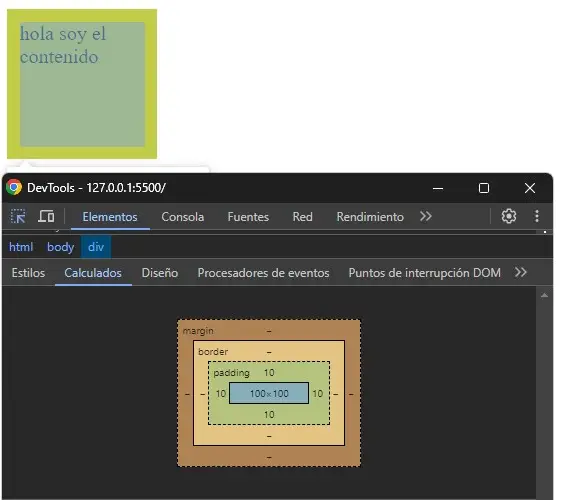 hola soy el
contenido
DevTools - 127.0.0.1:5500/
Elementos Consola Fuentes Red Rendimiento
html body div
Estilos Calculados Diseño Procesadores de eventos Puntos de interrupción DOM
margin -
border -
padding 10
- - 10 100×100 10 - -
10
-
-